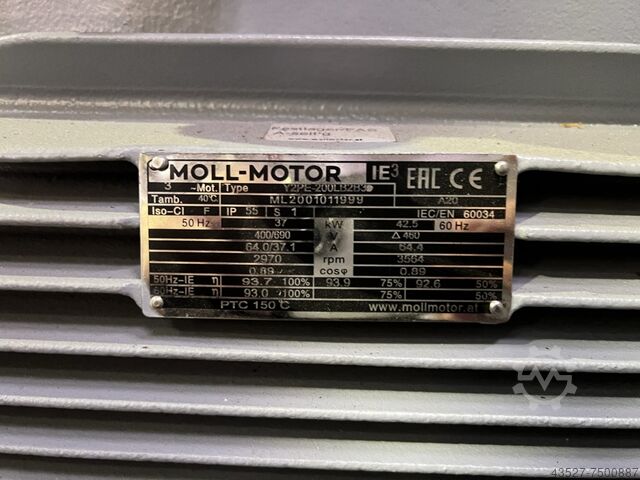 Festlager/FAG
A-seitig
MOLL-MOTOR IE3 EAC CE
3 ~Mot. Type Y2PE-200LB2B3
Tamb. 40°C ML2001011999 A20
Iso-Cl F IP 55 S 1 IEC/EN 60034
50 Hz 37 kW 42.5 60 Hz
400/690 V △ 460
64.0/37.1 A 64.4
2970 rpm 3564
0.89 cosφ 0.89
50Hz-IE η 93.7 100% 93.9 75% 92.6 50%
60Hz-IE η 93.0 100% 75% 50%
PTC 150°C www.mollmotor.at
43527-7500887